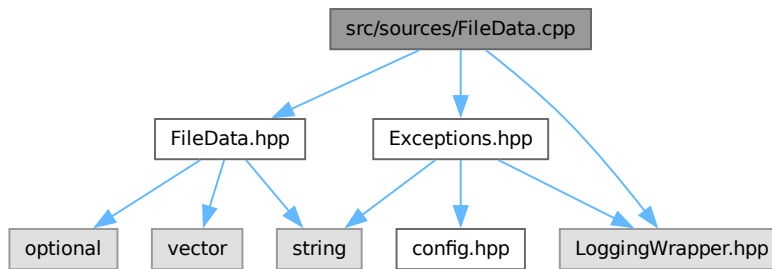 src/sources/FileData.cpp
FileData.hpp
Exceptions.hpp
optional
vector
string
config.hpp
LoggingWrapper.hpp